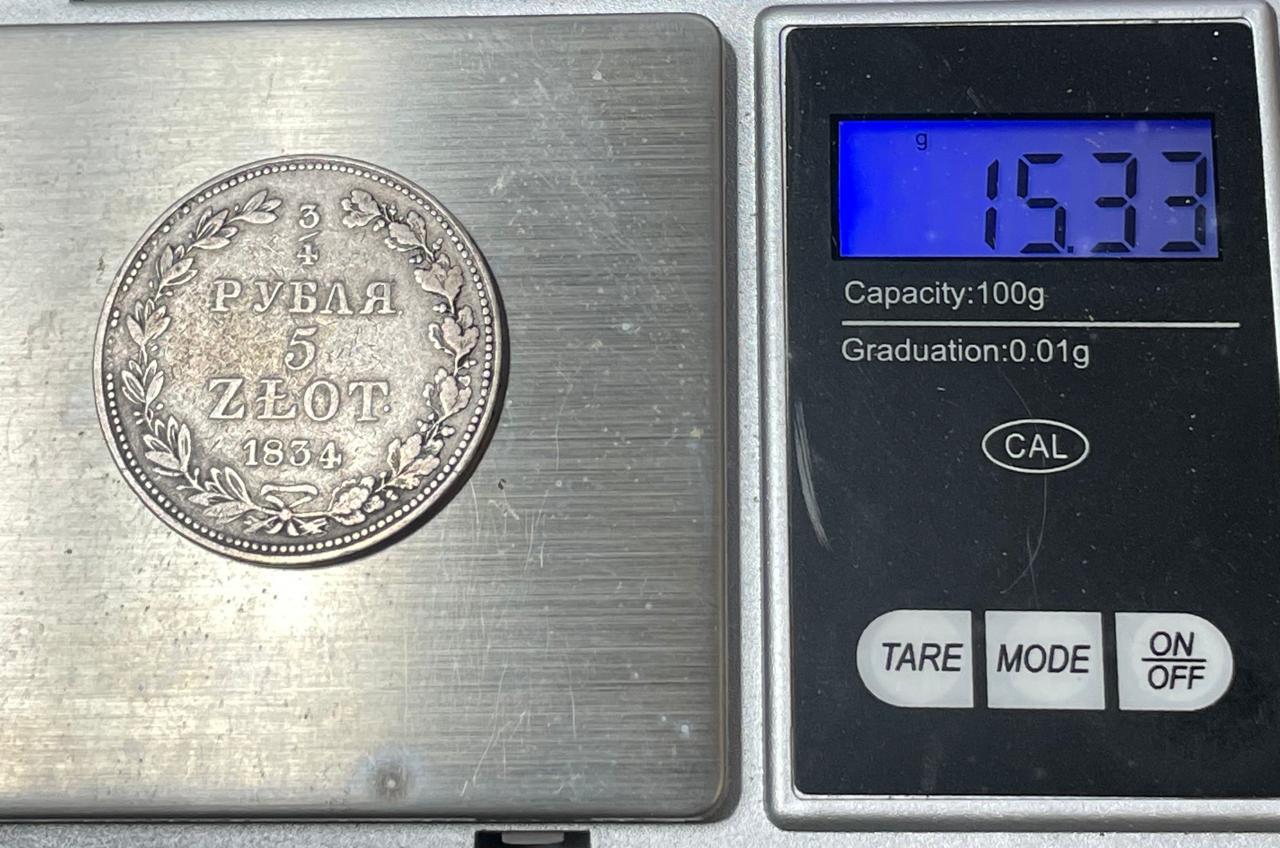 3
4
РУБЛЯ
5
ZŁOT.
1834
g
15.33
Capacity:100g
Graduation:0.01g
CAL
TARE
MODE
ON
OFF